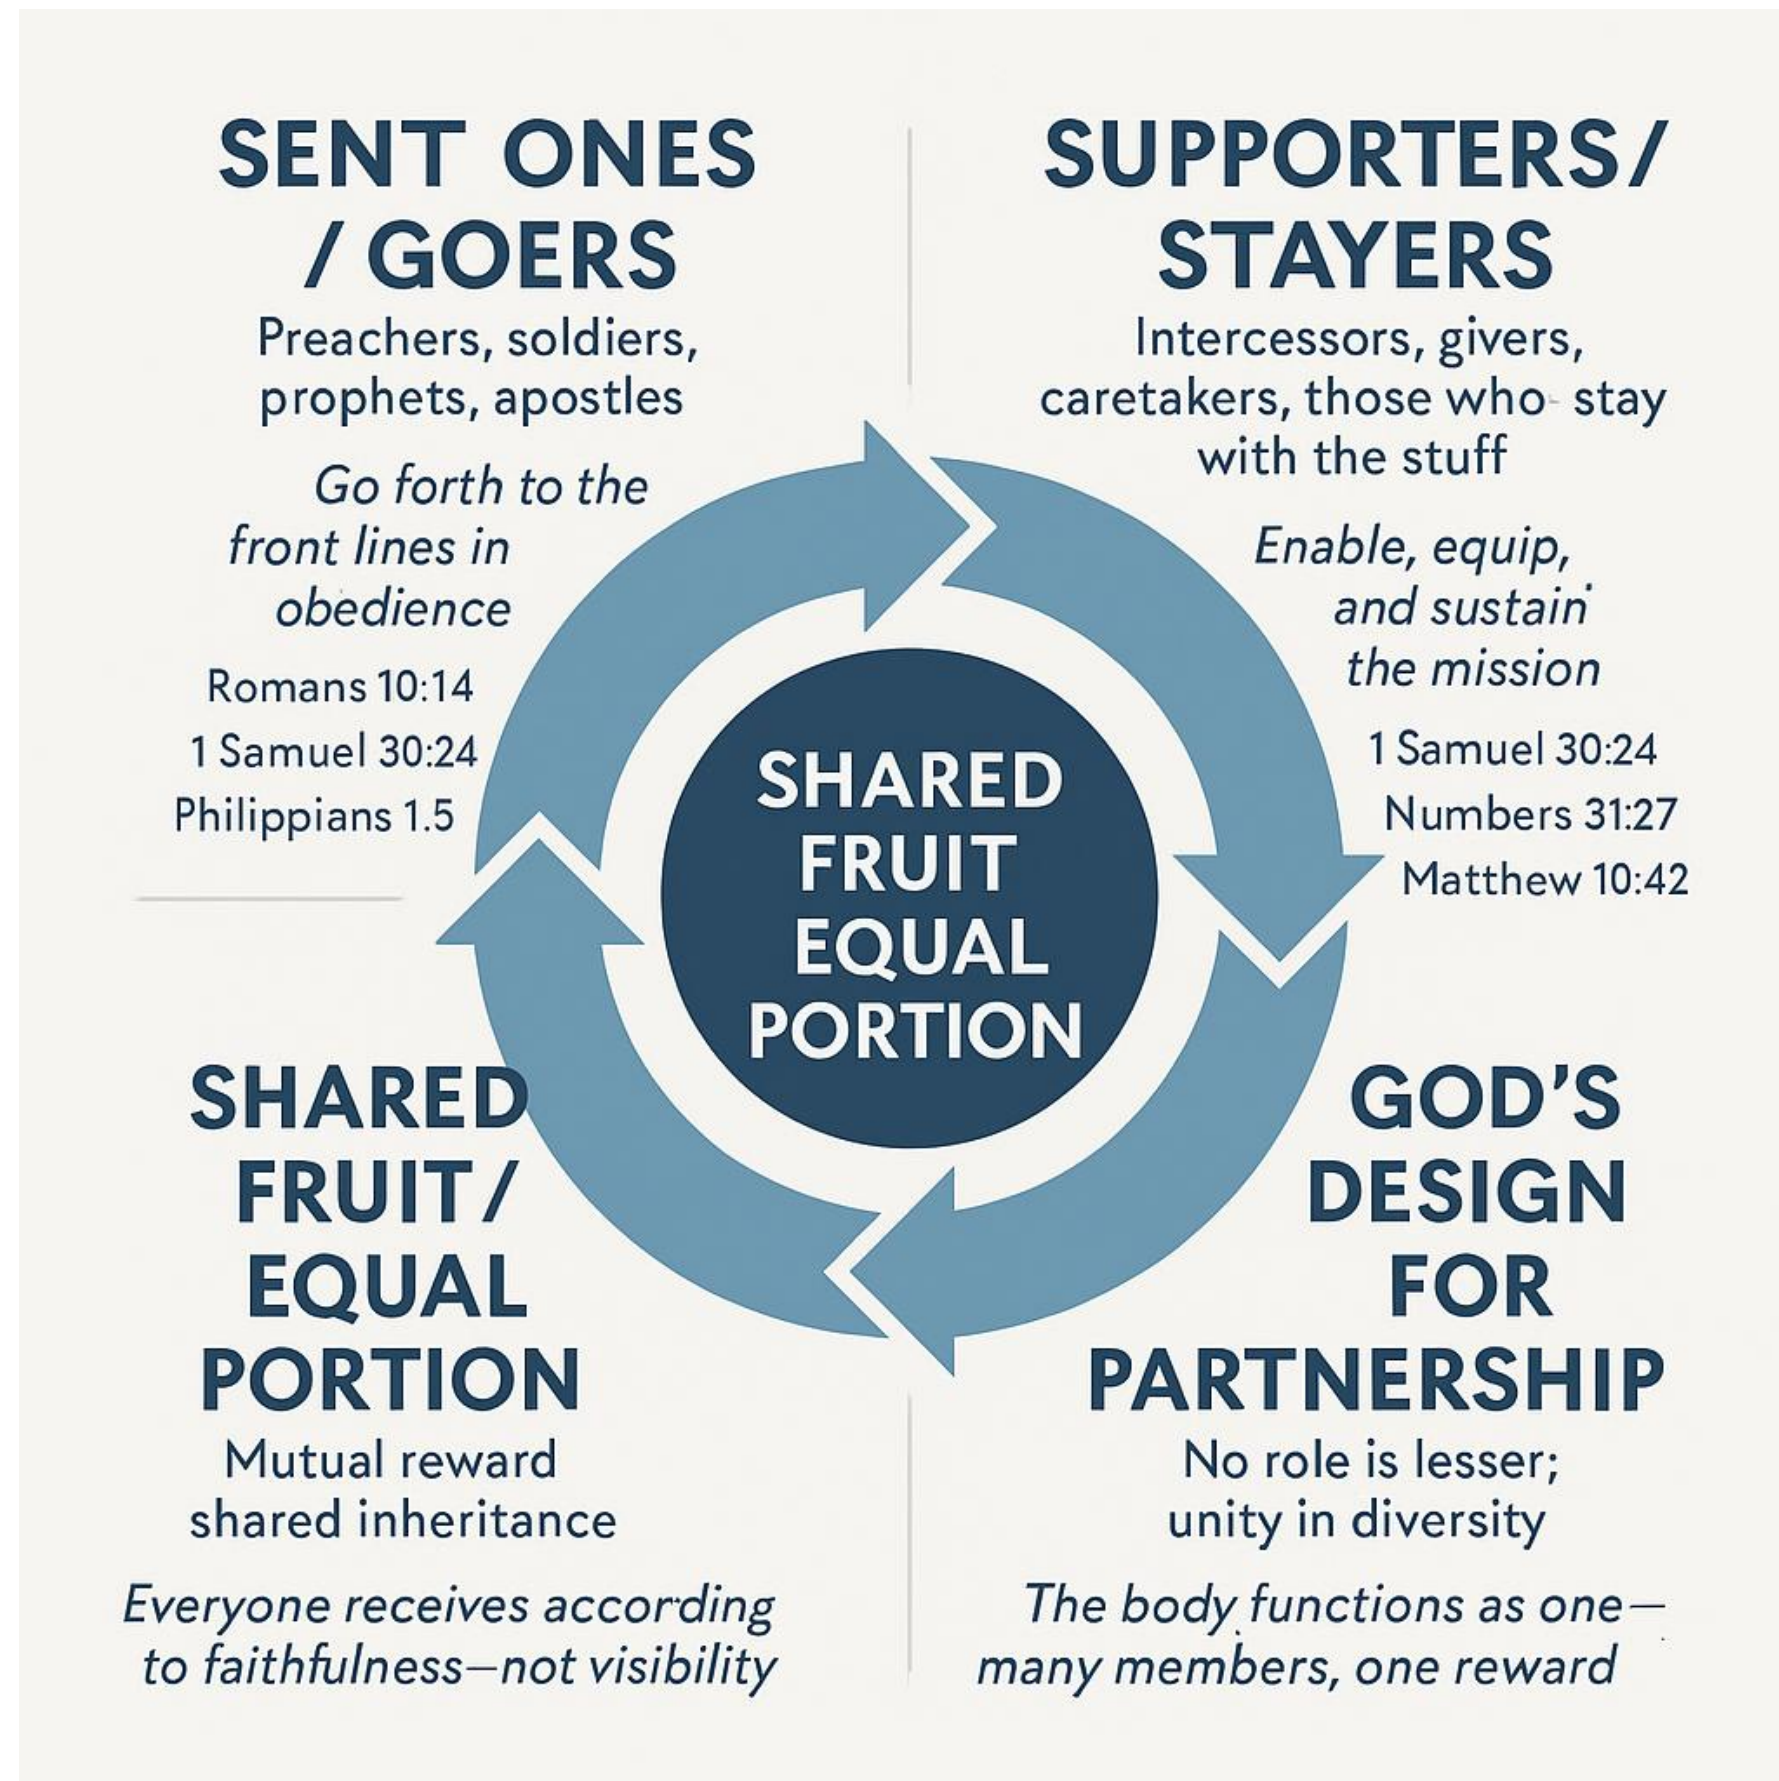 SENT ONES
/ GOERS
Preachers, soldiers,
prophets, apostles
Go forth to the
front lines in
obedience
Romans 10:14
1 Samuel 30:24
Philippians 1.5
SUPPORTERS/
STAYERS
Intercessors, givers,
caretakers, those who- stay
with the stuff
Enable, equip,
and sustain
the mission
1 Samuel 30:24
Numbers 31:27
Matthew 10:42
SHARED
FRUIT
EQUAL
PORTION
SHARED
FRUIT/
EQUAL
PORTION
Mutual reward
shared inheritance
Everyone receives according
to faithfulness—not visibility
GOD'S
DESIGN
FOR
PARTNERSHIP
No role is lesser;
unity in diversity
The body functions as one—
many members, one reward